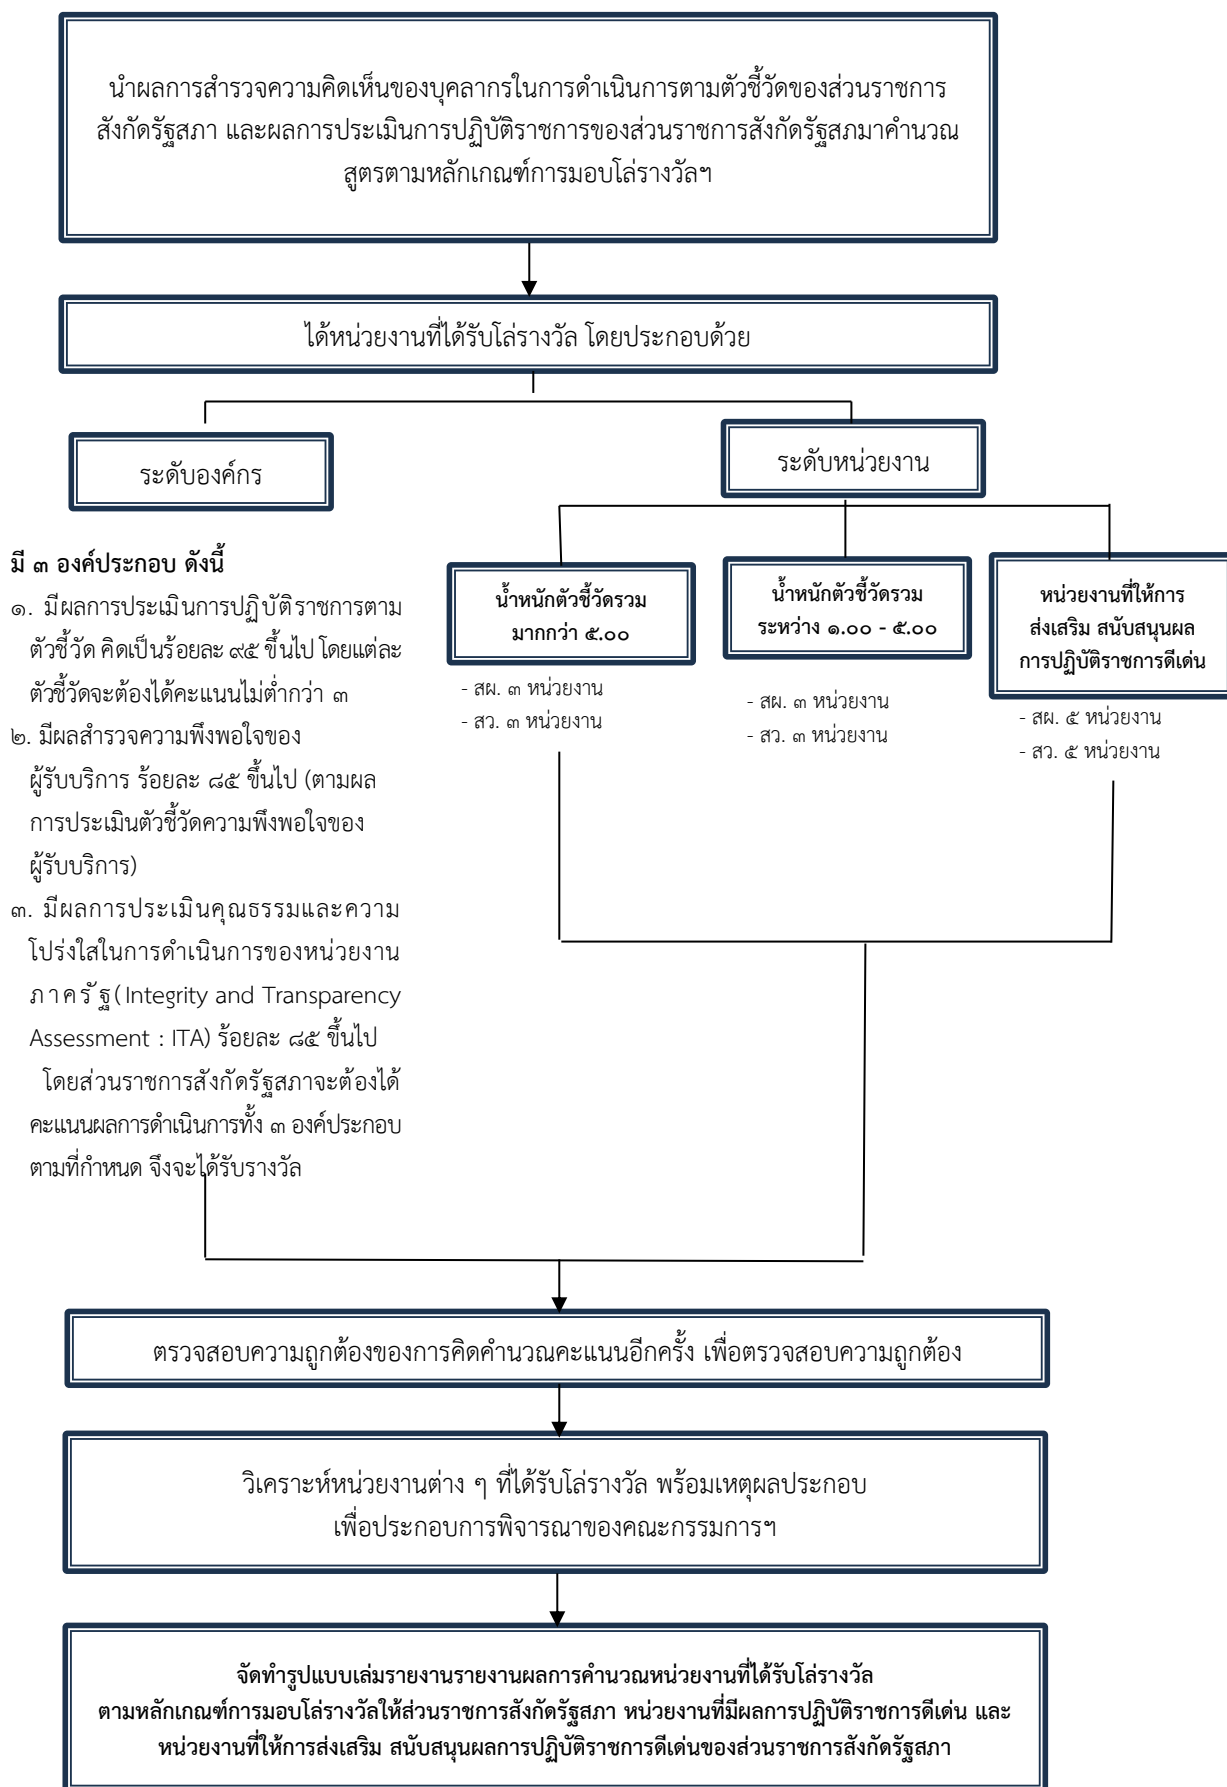 นำผลการสำรวจความคิดเห็นของบุคลากรในการดำเนินการตามตัวชี้วัดของส่วนราชการ
สังกัดรัฐสภา และผลการประเมินการปฏิบัติราชการของส่วนราชการสังกัดรัฐสภมาคำนวณ
สูตรตามหลักเกณฑ์การมอบโล่รางวัลฯ
ได้หน่วยงานที่ได้รับโล่รางวัล โดยประกอบด้วย
ระดับองค์กร
ระดับหน่วยงาน
มี ๓ องค์ประกอบ ดังนี้
๑. มีผลการประเมินการปฏิบัติราชการตาม
ตัวชี้วัด คิดเป็นร้อยละ ๙๕ ขึ้นไป โดยแต่ละ
ตัวชี้วัดจะต้องได้คะแนนไม่ต่ำกว่า ๓
๒. มีผลสำรวจความพึงพอใจของ
ผู้รับบริการ ร้อยละ ๘๕ ขึ้นไป (ตามผล
การประเมินตัวชี้วัดความพึงพอใจของ
ผู้รับบริการ)
๓. มีผลการประเมินคุณธรรมและความ
โปร่งใสในการดำเนินการของหน่วยงาน
ภาครัฐ(Integrity and Transparency
Assessment : ITA) ร้อยละ ๘๕ ขึ้นไป
โดยส่วนราชการสังกัดรัฐสภาจะต้องได้
คะแนนผลการดำเนินการทั้ง ๓ องค์ประกอบ
ตามที่กำหนด จึงจะได้รับรางวัล
น้ำหนักตัวชี้วัดรวม
มากกว่า ๕.๐๐
- สผ. ๓ หน่วยงาน
- สว. ๓ หน่วยงาน
น้ำหนักตัวชี้วัดรวม
ระหว่าง ๑.๐๐ - ๕.๐๐
- สผ. ๓ หน่วยงาน
- สว. ๓ หน่วยงาน
หน่วยงานที่ให้การ
ส่งเสริม สนับสนุนผล
การปฏิบัติราชการดีเด่น
- สผ. ๕ หน่วยงาน
- สว. ๕ หน่วยงาน
ตรวจสอบความถูกต้องของการคิดคำนวณคะแนนอีกครั้ง เพื่อตรวจสอบความถูกต้อง
วิเคราะห์หน่วยงานต่าง ๆ ที่ได้รับโล่รางวัล พร้อมเหตุผลประกอบ
เพื่อประกอบการพิจารณาของคณะกรรมการฯ
จัดทำรูปแบบเล่มรายงานรายงานผลการคำนวณหน่วยงานที่ได้รับโล่รางวัล
ตามหลักเกณฑ์การมอบโล่รางวัลให้ส่วนราชการสังกัดรัฐสภา หน่วยงานที่มีผลการปฏิบัติราชการดีเด่น และ
หน่วยงานที่ให้การส่งเสริม สนับสนุนผลการปฏิบัติราชการดีเด่นของส่วนราชการสังกัดรัฐสภา